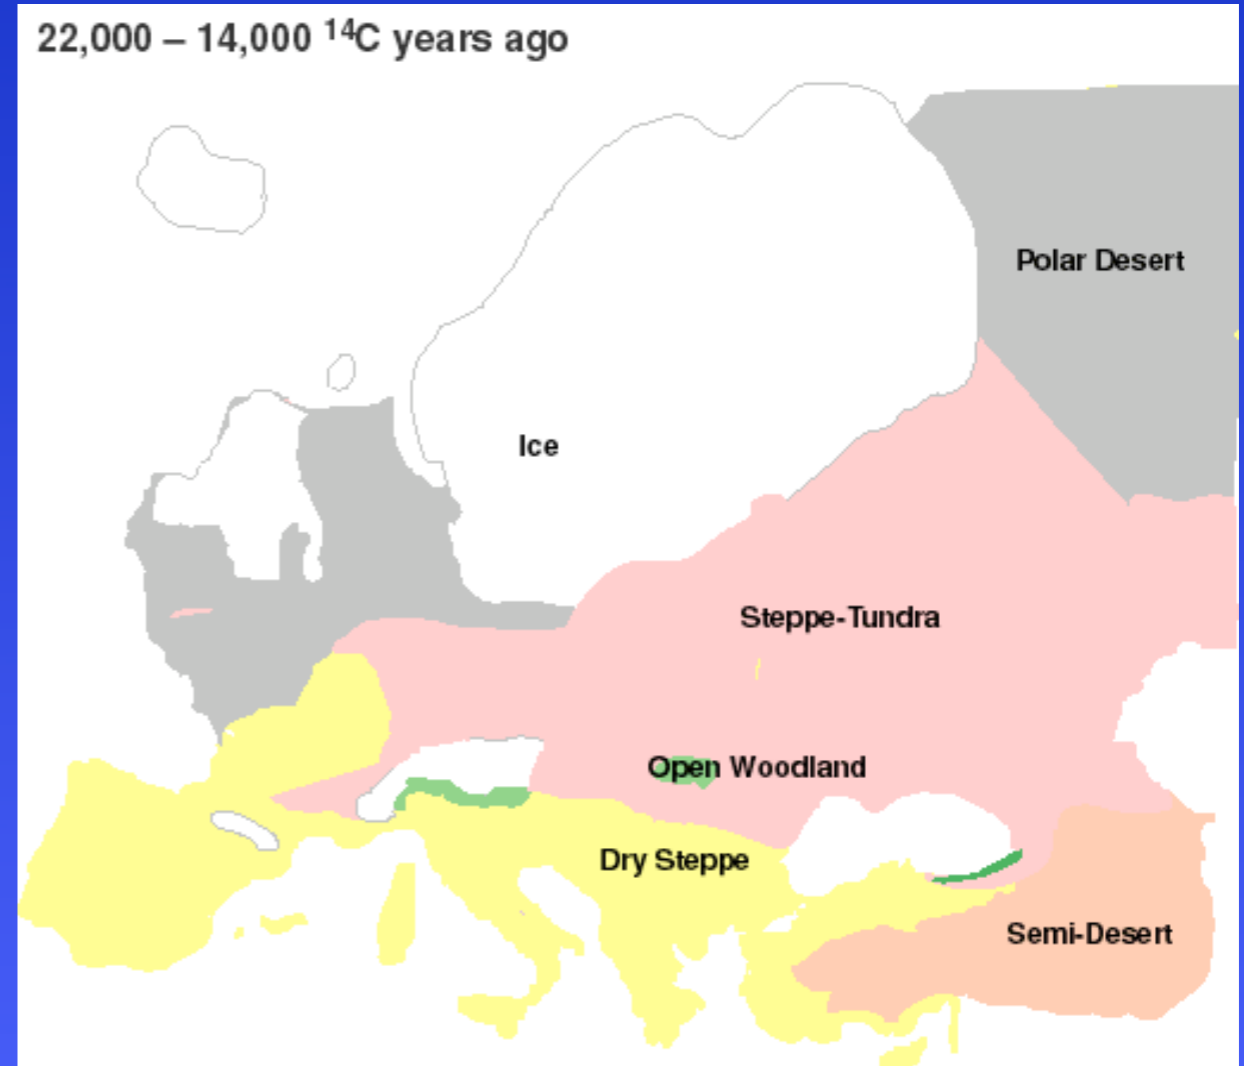 22,000 – 14,000 ¹⁴C years ago
Polar Desert
Ice
Steppe-Tundra
Open Woodland
Dry Steppe
Semi-Desert